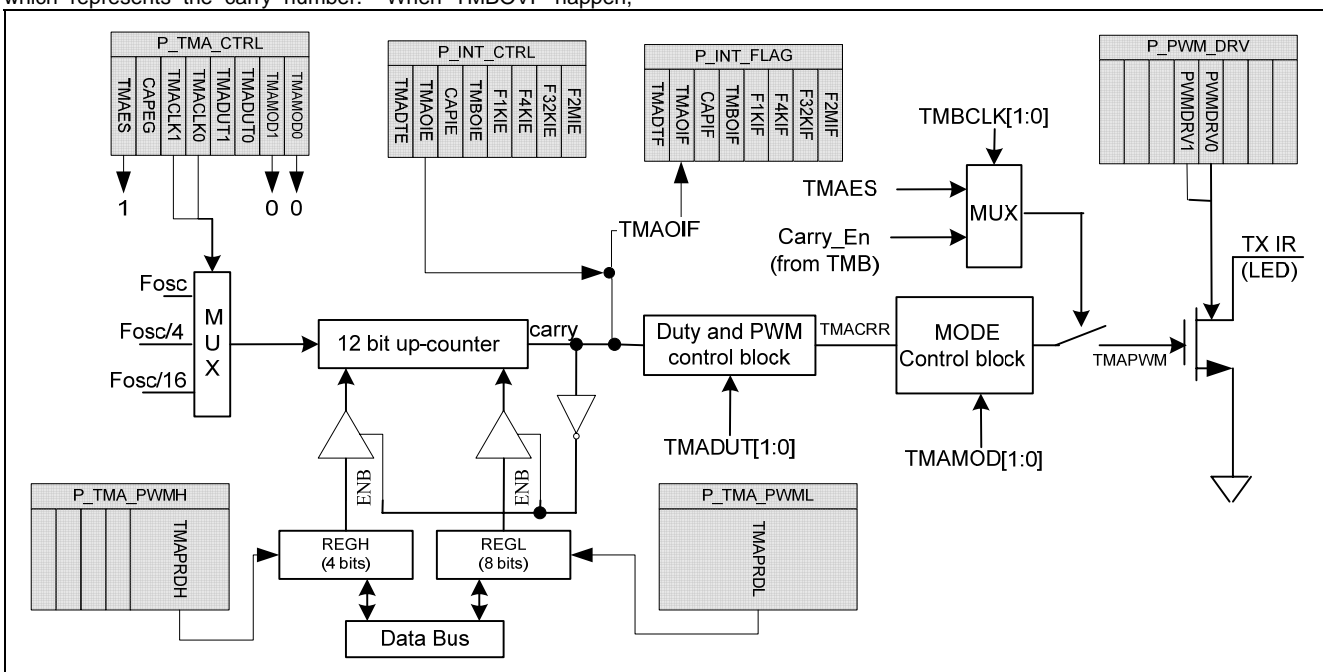 which represents the carry number. When TMBOVF happen,
P_TMA_CTRL
TMAES
CAPEG
TMACLK1
TMACLK0
TMADUT1
TMADUT0
TMAMOD1
TMAMOD0
1
0 0
P_INT_CTRL
TMADTE
TMAOIE
CAPIE
TMBOIE
F1KIE
F4KIE
F32KIE
F2MIE
P_INT_FLAG
TMADTF
TMAOIF
CAPIF
TMBOIF
F1KIF
F4KIF
F32KIF
F2MIF
TMAOIF
P_PWM_DRV
PWMDRV1
PWMDRV0
TMBCLK[1:0]
TMAES
Carry_En
(from TMB)
MUX
TX IR
(LED)
Fosc
Fosc/4
Fosc/16
M
U
X
12 bit up-counter
carry
Duty and PWM
control block
TMACRR
MODE
Control block
TMAPWM
TMADUT[1:0]
TMAMOD[1:0]
ENB
ENB
P_TMA_PWMH
TMAPRDH
REGH
(4 bits)
REGL
(8 bits)
P_TMA_PWML
TMAPRDL
Data Bus